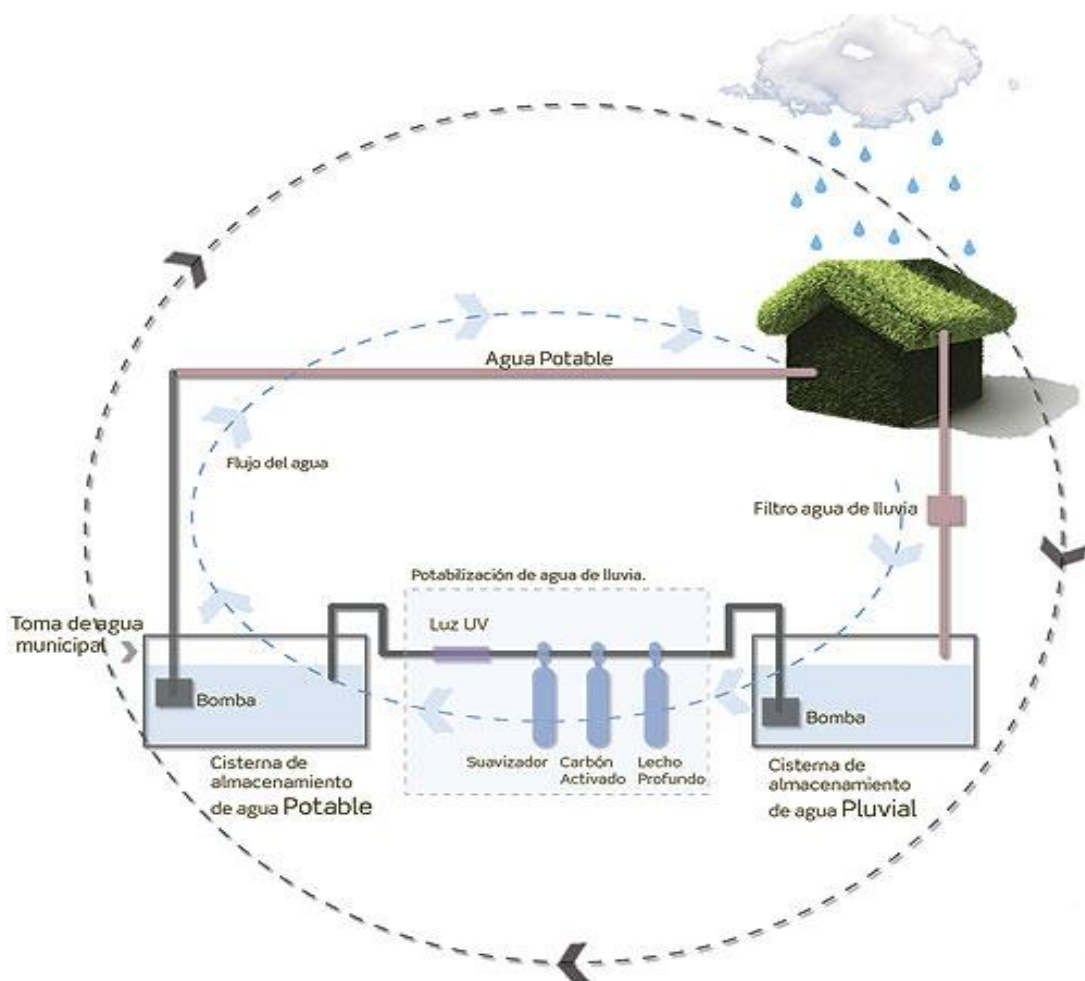 Agua Potable
Flujo del agua
Filtro agua de lluvia
Potabilización de agua de lluvia.
Toma de agua
municipal
Luz UV
Bomba
Bomba
Suavizador
Carbón
Activado
Lecho
Profundo
Cisterna de
almacenamiento
de agua Potable
Cisterna de
almacenamiento
de agua Pluvial